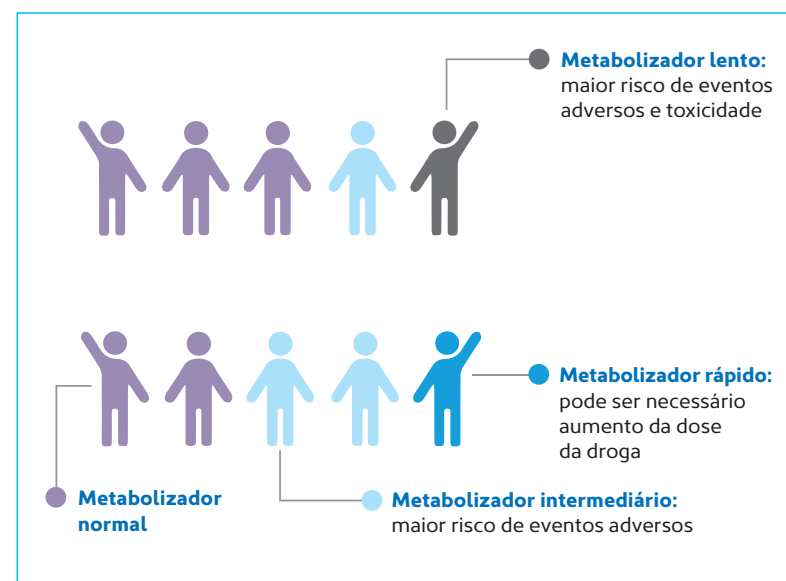 Metabolizador lento:
maior risco de eventos
adversos e toxicidade
Metabolizador rápido:
pode ser necessário
aumento da dose
da droga
Metabolizador
normal
Metabolizador intermediário:
maior risco de eventos adversos